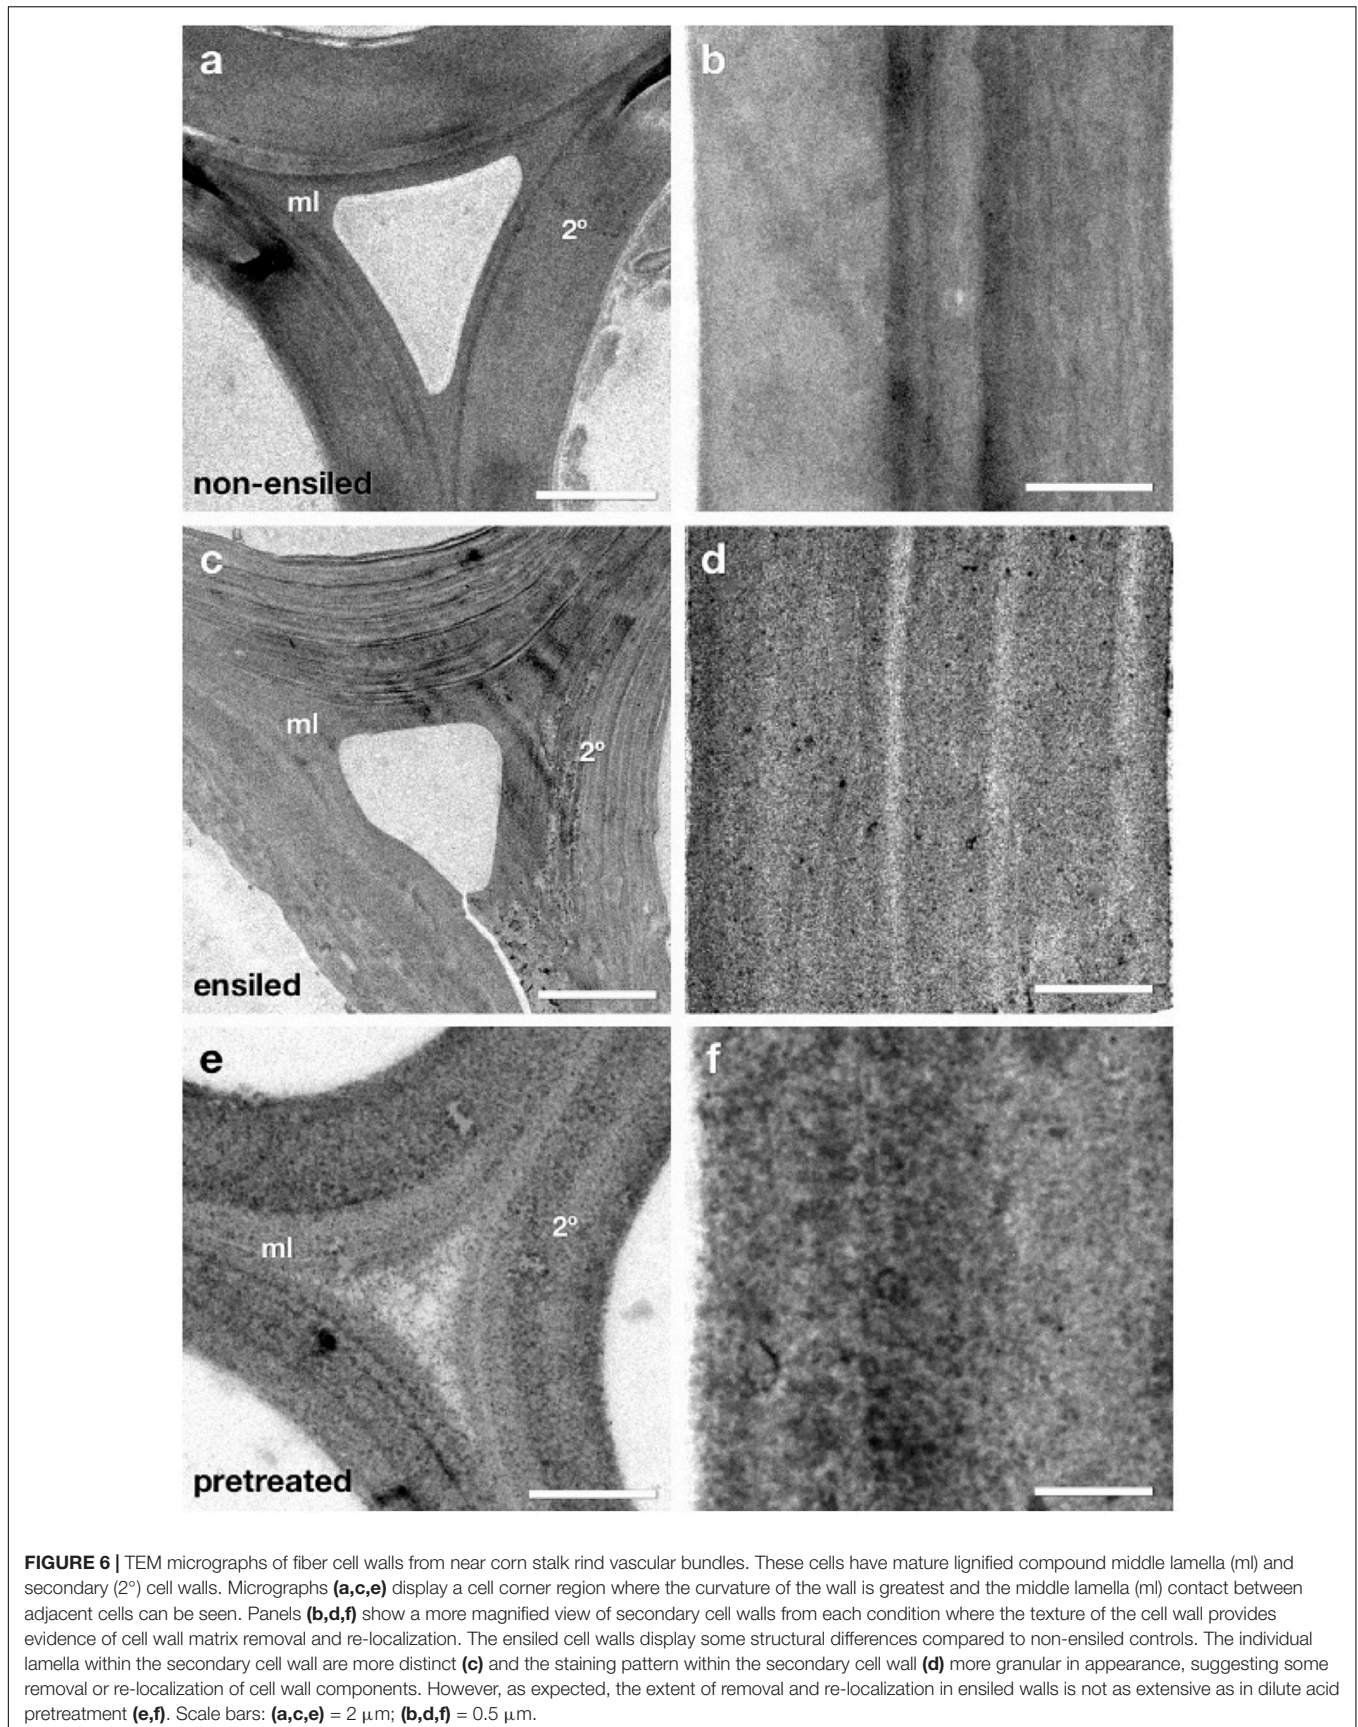 a
b
ml
2º
non-ensiled
c
d
ml
2º
ensiled
e
f
ml
2º
pretreated
FIGURE 6 | TEM micrographs of fiber cell walls from near corn stalk rind vascular bundles. These cells have mature lignified compound middle lamella (ml) and
secondary (2°) cell walls. Micrographs (a,c,e) display a cell corner region where the curvature of the wall is greatest and the middle lamella (ml) contact between
adjacent cells can be seen. Panels (b,d,f) show a more magnified view of secondary cell walls from each condition where the texture of the cell wall provides
evidence of cell wall matrix removal and re-localization. The ensiled cell walls display some structural differences compared to non-ensiled controls. The individual
lamella within the secondary cell wall are more distinct (c) and the staining pattern within the secondary cell wall (d) more granular in appearance, suggesting some
removal or re-localization of cell wall components. However, as expected, the extent of removal and re-localization in ensiled walls is not as extensive as in dilute acid
pretreatment (e,f). Scale bars: (a,c,e) = 2 μm; (b,d,f) = 0.5 μm.